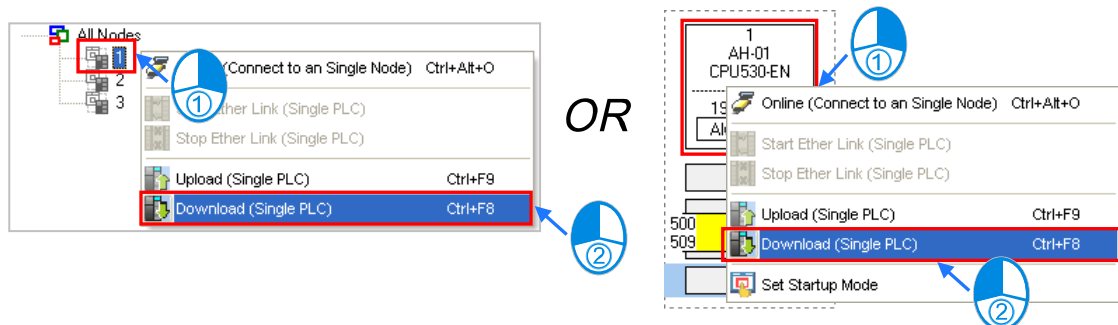 All Nodes
1
2
3
(Connect to an Single Node) Ctrl+Alt+O
Ether Link (Single PLC)
Stop Ether Link (Single PLC)
Upload (Single PLC) Ctrl+F9
Download (Single PLC) Ctrl+F8
①
②
OR
1
AH-01
CPU530-EN
19
①
Online (Connect to an Single Node) Ctrl+Alt+O
Start Ether Link (Single PLC)
Stop Ether Link (Single PLC)
Upload (Single PLC) Ctrl+F9
500
509
Download (Single PLC) Ctrl+F8
Set Startup Mode
②